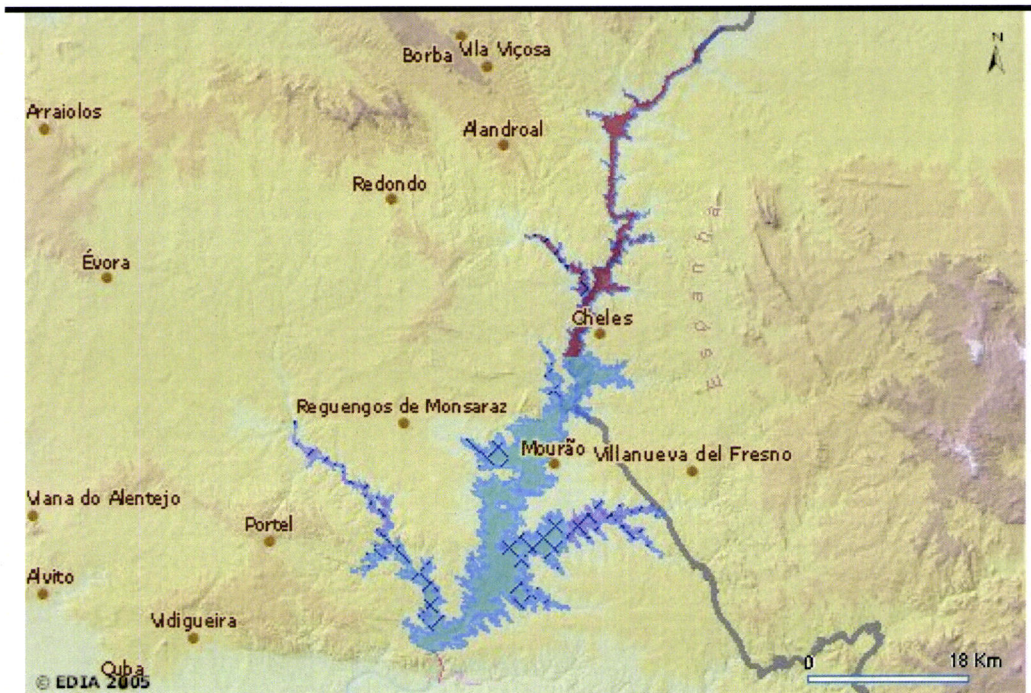 N
Borba
Vila Viçosa
Arraiolos
Alandroal
Redondo
Évora
Espanha
Cheles
Reguengos de Monsaraz
Mourão
Villanueva del Fresno
Viana do Alentejo
Portel
Alvito
Vidigueira
Cuba
0 18 Km
© EDIA 2005